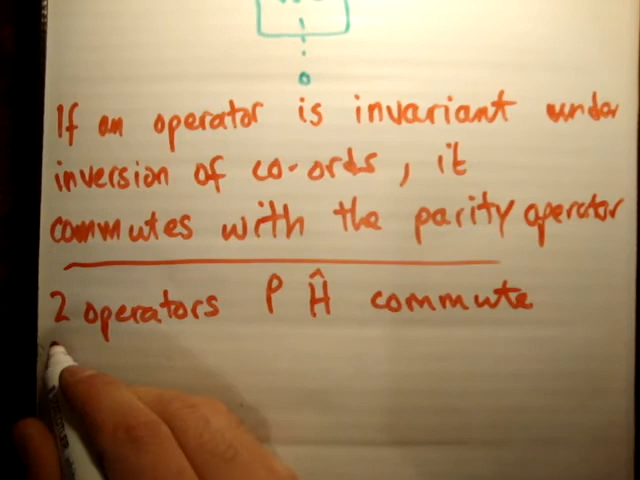 If an operator is invariant under
inversion of co-ords, it
commutes with the parity operator
2 operators P Ĥ commute